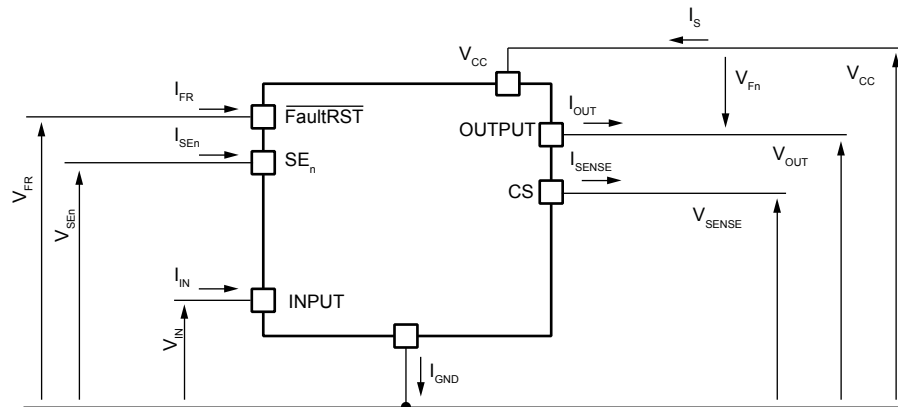 I_S
V_CC
V_Fn
V_CC
I_FR
F̅a̅u̅l̅t̅R̅S̅T̅
I_OUT
OUTPUT
V_OUT
I_SEn
SE_n
I_SENSE
CS
V_SENSE
V_FR
V_SEn
I_IN
INPUT
V_IN
I_GND